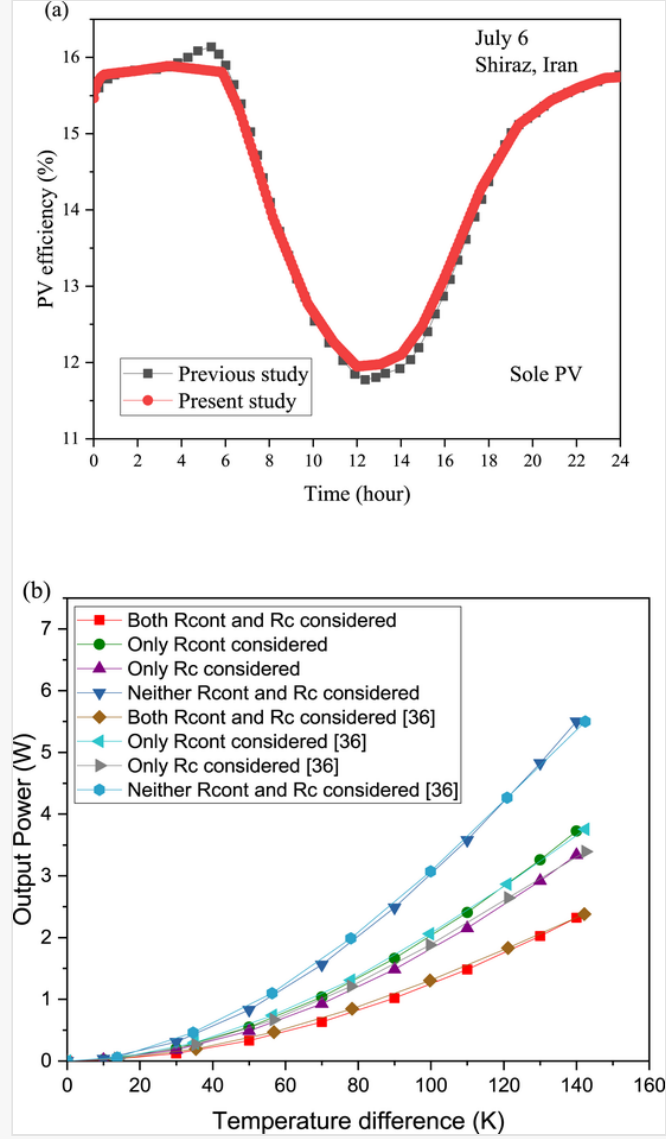 (a)
16
15
14
13
12
11
PV efficiency (%)
July 6
Shiraz, Iran
Previous study
Present study
Sole PV
0 2 4 6 8 10 12 14 16 18 20 22 24
Time (hour)
(b)
7
6
5
4
3
2
1
0
Output Power (W)
Both Rcont and Rc considered
Only Rcont considered
Only Rc considered
Neither Rcont and Rc considered
Both Rcont and Rc considered [36]
Only Rcont considered [36]
Only Rc considered [36]
Neither Rcont and Rc considered [36]
0 20 40 60 80 100 120 140 160
Temperature difference (K)